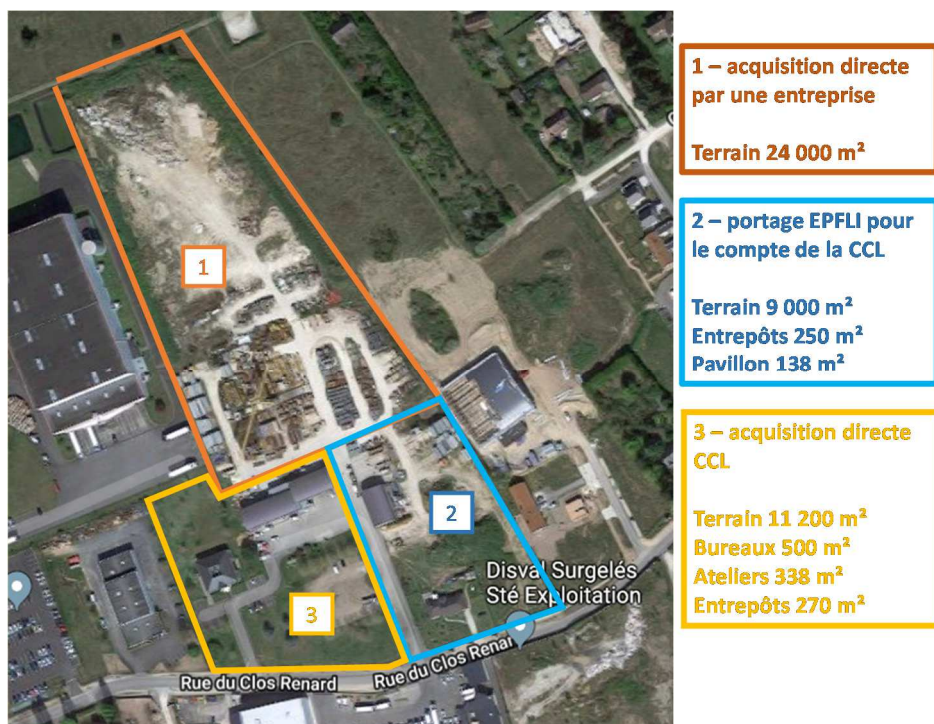 1 – acquisition directe
par une entreprise
Terrain 24 000 m²
2 – portage EPFLI pour
le compte de la CCL
Terrain 9 000 m²
Entrepôts 250 m²
Pavillon 138 m²
3 – acquisition directe
CCL
Terrain 11 200 m²
Bureaux 500 m²
Ateliers 338 m²
Entrepôts 270 m²
1
2
3
Disval Surgelés
Sté Exploitation
Rue du Clos Renard
Rue du Clos Renar